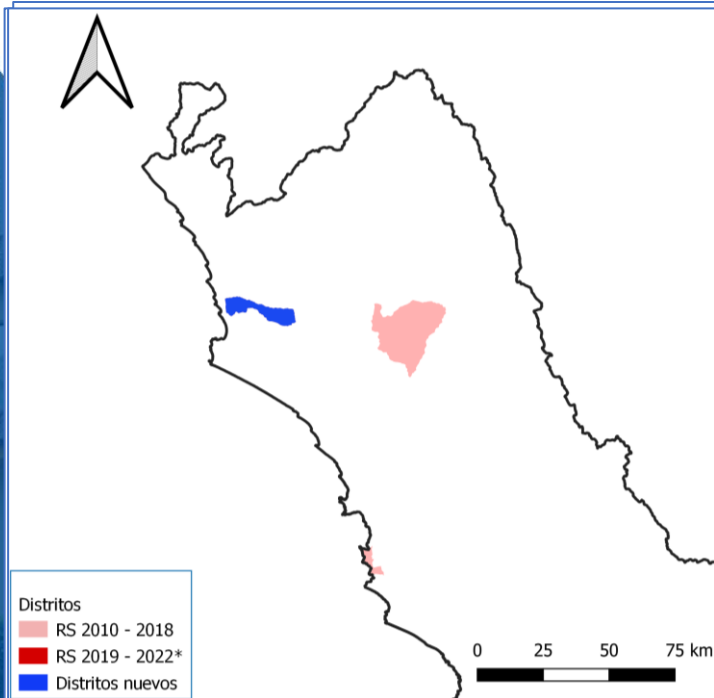 Distritos
RS 2010 - 2018
RS 2019 - 2022*
Distritos nuevos
0 25 50 75 km